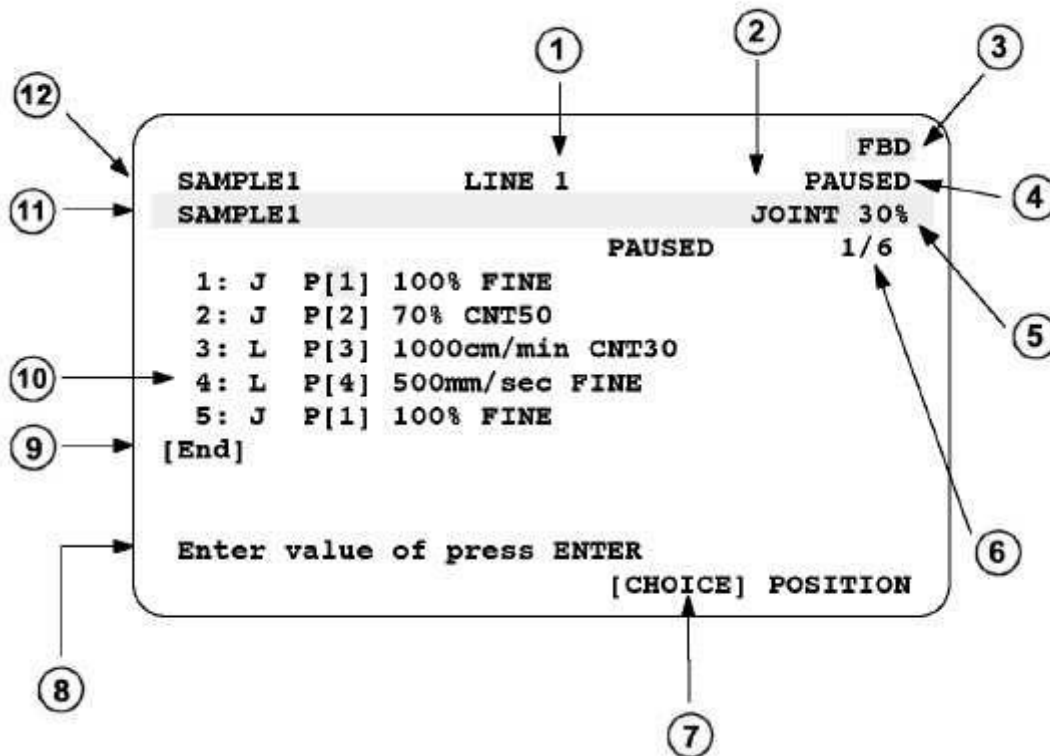 1
2
3
12
FBD
SAMPLE1 LINE 1 PAUSED
4
11
SAMPLE1 JOINT 30%
PAUSED 1/6
1: J P[1] 100% FINE
2: J P[2] 70% CNT50
5
3: L P[3] 1000cm/min CNT30
10
4: L P[4] 500mm/sec FINE
5: J P[1] 100% FINE
9
[End]
Enter value of press ENTER
6
[CHOICE] POSITION
8
7